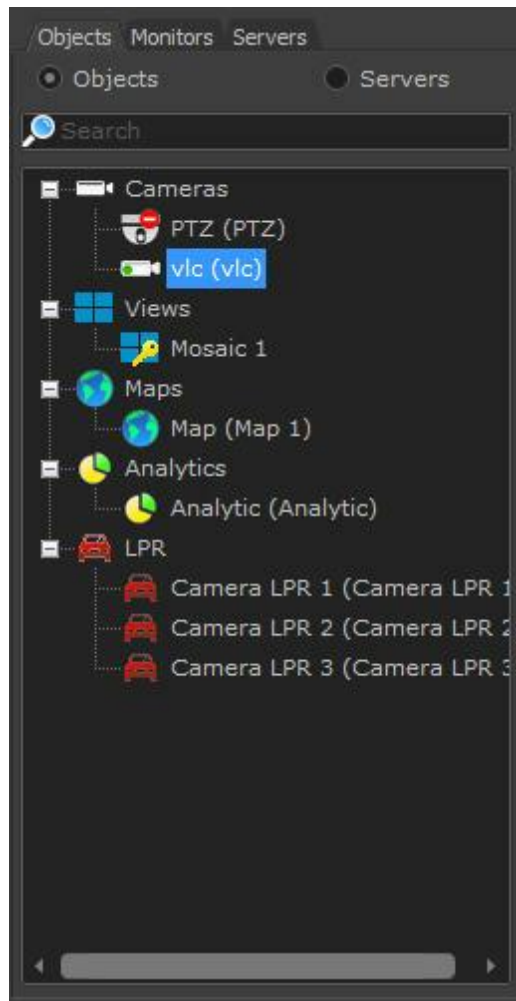 Objects Monitors Servers
Objects Servers
Search
Cameras
PTZ (PTZ)
vlc (vlc)
Views
Mosaic 1
Maps
Map (Map 1)
Analytics
Analytic (Analytic)
LPR
Camera LPR 1 (Camera LPR 1
Camera LPR 2 (Camera LPR 2
Camera LPR 3 (Camera LPR 3